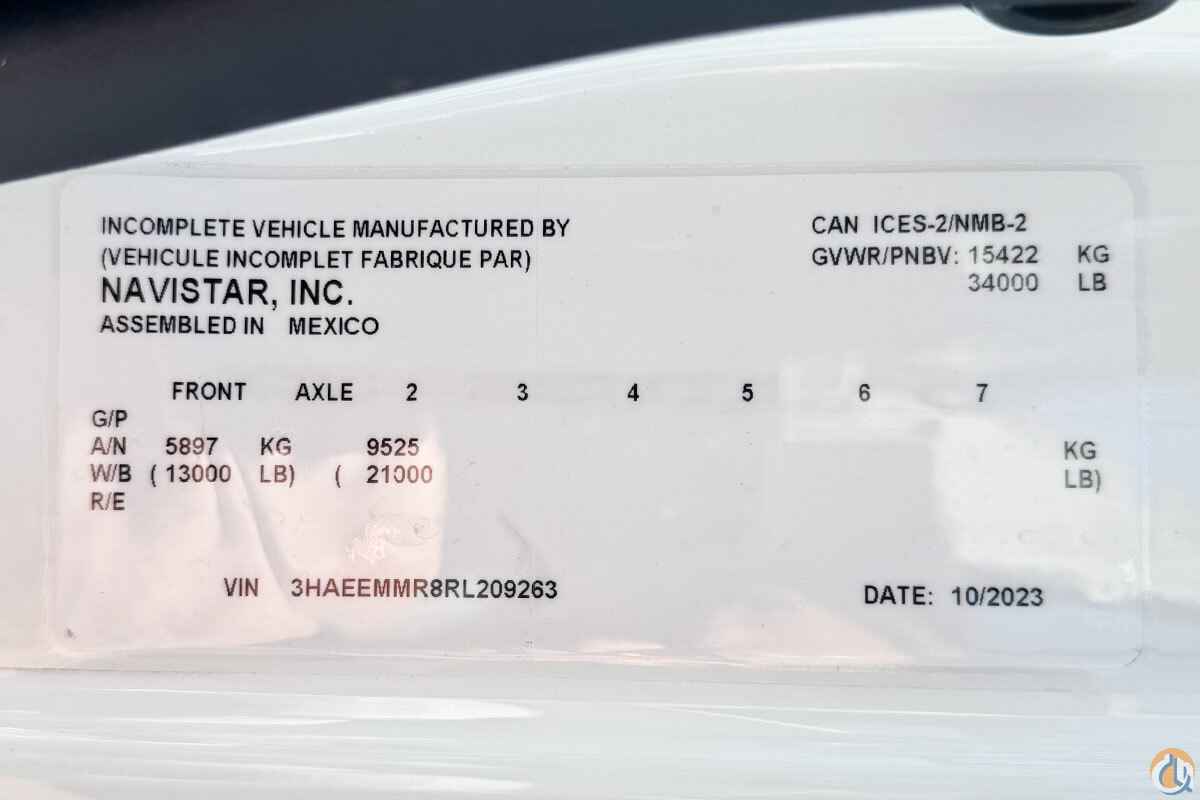 INCOMPLETE VEHICLE MANUFACTURED BY
(VEHICULE INCOMPLET FABRIQUE PAR)
NAVISTAR, INC.
ASSEMBLED IN MEXICO
CAN ICES-2/NMB-2
GVWR/PNBV: 15422 KG
34000 LB
FRONT AXLE 2 3 4 5 6 7
G/P
A/N 5897 KG 9525 KG
W/B ( 13000 LB) ( 21000 LB)
R/E
VIN 3HAEEMMR8RL209263
DATE: 10/2023